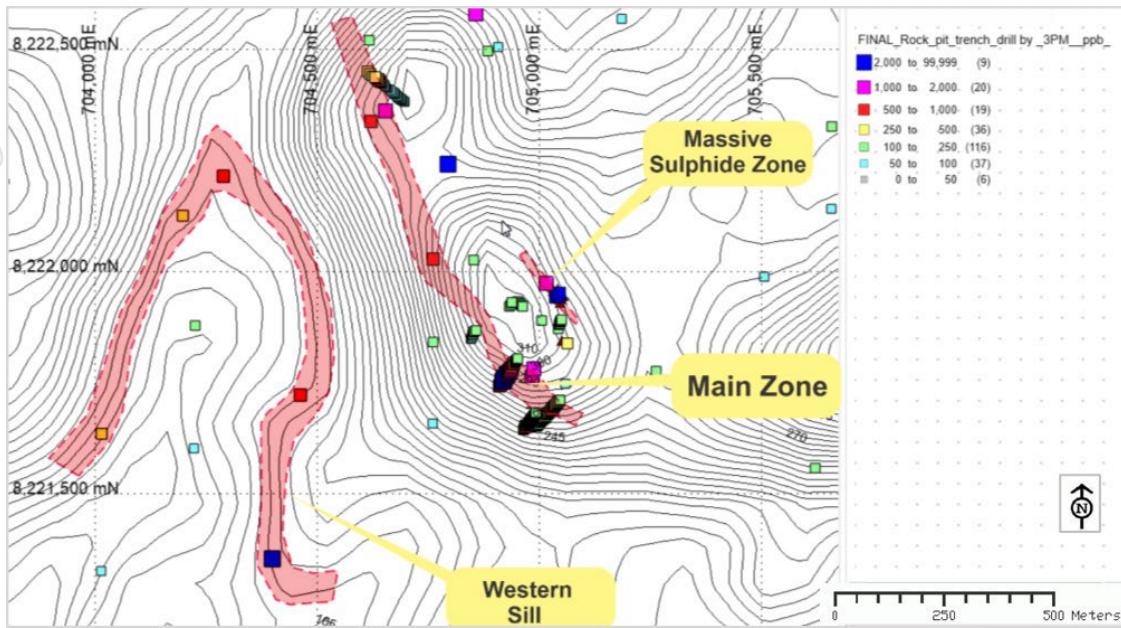 8,222,500 mN
704,000 mE
704,500 mE
705,000 mE
705,500 mE
FINAL_Rock_pit_trench_drill by _3PM__ppb_
2,000 to 99,999 (9)
1,000 to 2,000 (20)
500 to 1,000 (19)
250 to 500 (36)
100 to 250 (116)
50 to 100 (37)
0 to 50 (6)
Massive
Sulphide Zone
8,222,000 mN
310
Main Zone
245
270
8,221,500 mN
N
Western
Sill
0 250 500 Meters